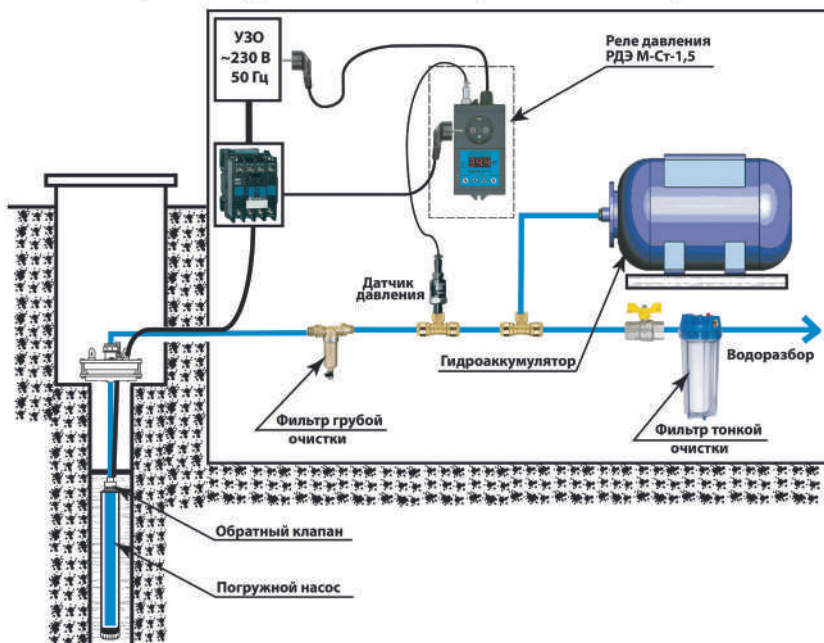 УЗО
~230 В
50 Гц
Реле давления
РДЭ М-Ст-1,5
Датчик
давления
Гидроаккумулятор
Водоразбор
Фильтр грубой
очистки
Фильтр тонкой
очистки
Обратный клапан
Погружной насос